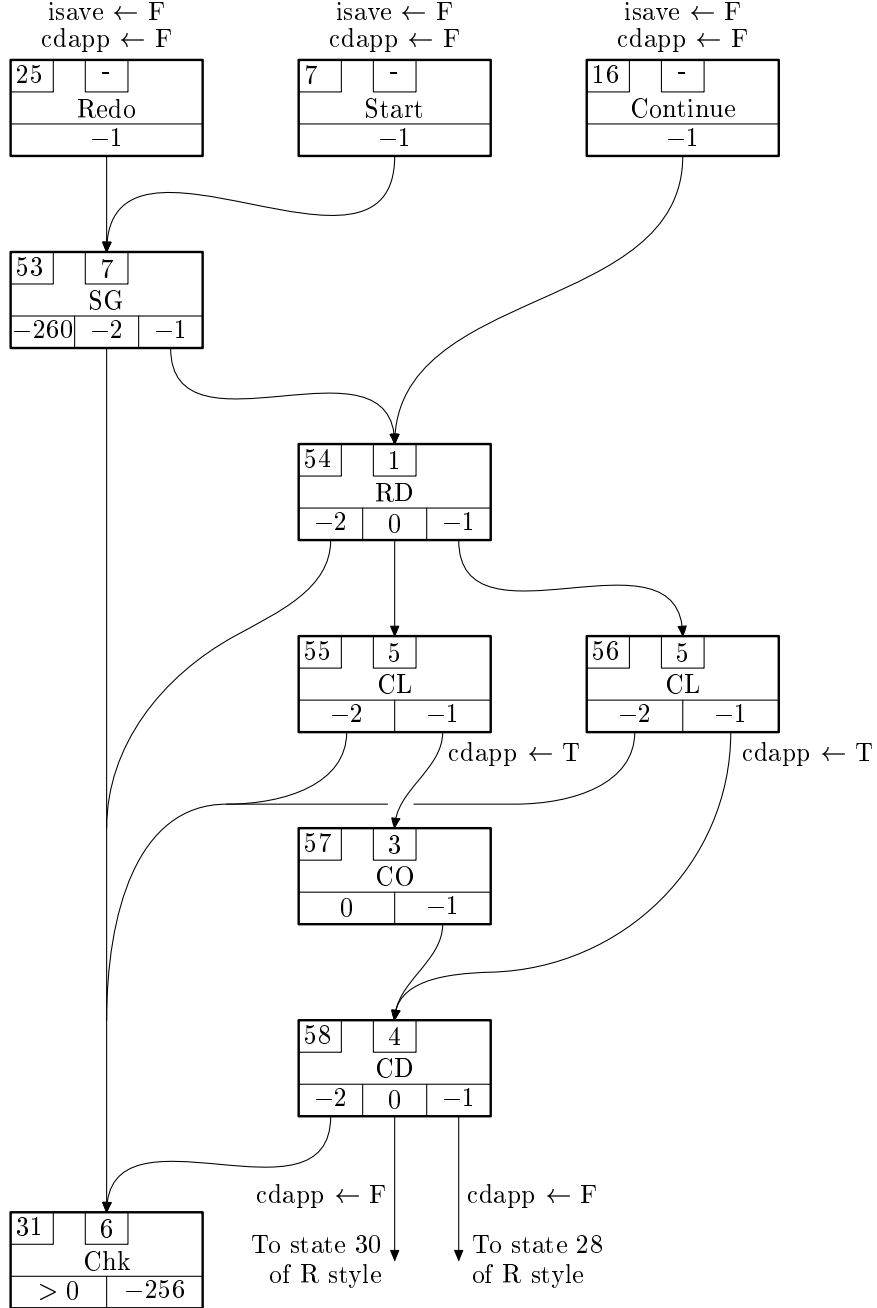 isave ← F
cdapp ← F
25 -
Redo
−1
isave ← F
cdapp ← F
7 -
Start
−1
isave ← F
cdapp ← F
16 -
Continue
−1
53 7
SG
−260 −2 −1
54 1
RD
−2 0 −1
55 5
CL
−2 −1
cdapp ← T
56 5
CL
−2 −1
cdapp ← T
57 3
CO
0 −1
58 4
CD
−2 0 −1
cdapp ← F
To state 30
of R style
cdapp ← F
To state 28
of R style
31 6
Chk
> 0 −256